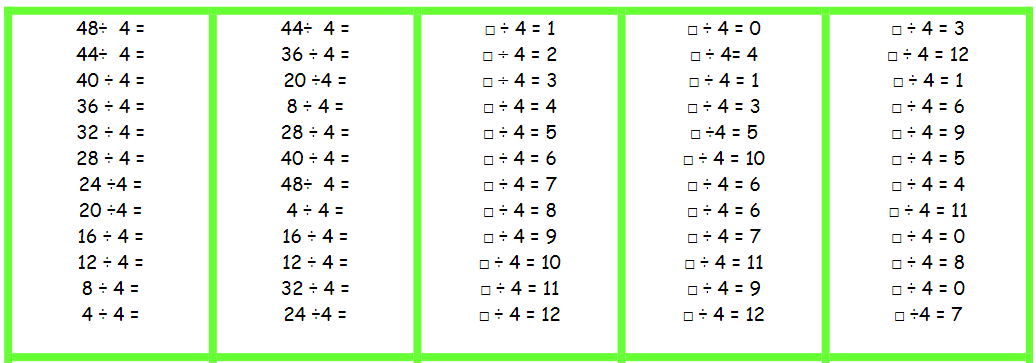 48÷ 4 =
44÷ 4 =
40 ÷ 4 =
36 ÷ 4 =
32 ÷ 4 =
28 ÷ 4 =
24 ÷4 =
20 ÷4 =
16 ÷ 4 =
12 ÷ 4 =
8 ÷ 4 =
4 ÷ 4 =
44÷ 4 =
36 ÷ 4 =
20 ÷4 =
8 ÷ 4 =
28 ÷ 4 =
40 ÷ 4 =
48÷ 4 =
4 ÷ 4 =
16 ÷ 4 =
12 ÷ 4 =
32 ÷ 4 =
24 ÷4 =
□ ÷ 4 = 1
□ ÷ 4 = 2
□ ÷ 4 = 3
□ ÷ 4 = 4
□ ÷ 4 = 5
□ ÷ 4 = 6
□ ÷ 4 = 7
□ ÷ 4 = 8
□ ÷ 4 = 9
□ ÷ 4 = 10
□ ÷ 4 = 11
□ ÷ 4 = 12
□ ÷ 4 = 0
□ ÷ 4= 4
□ ÷ 4 = 1
□ ÷ 4 = 3
□ ÷4 = 5
□ ÷ 4 = 10
□ ÷ 4 = 6
□ ÷ 4 = 6
□ ÷ 4 = 7
□ ÷ 4 = 11
□ ÷ 4 = 9
□ ÷ 4 = 12
□ ÷ 4 = 3
□ ÷ 4 = 12
□ ÷ 4 = 1
□ ÷ 4 = 6
□ ÷ 4 = 9
□ ÷ 4 = 5
□ ÷ 4 = 4
□ ÷ 4 = 11
□ ÷ 4 = 0
□ ÷ 4 = 8
□ ÷ 4 = 0
□ ÷4 = 7